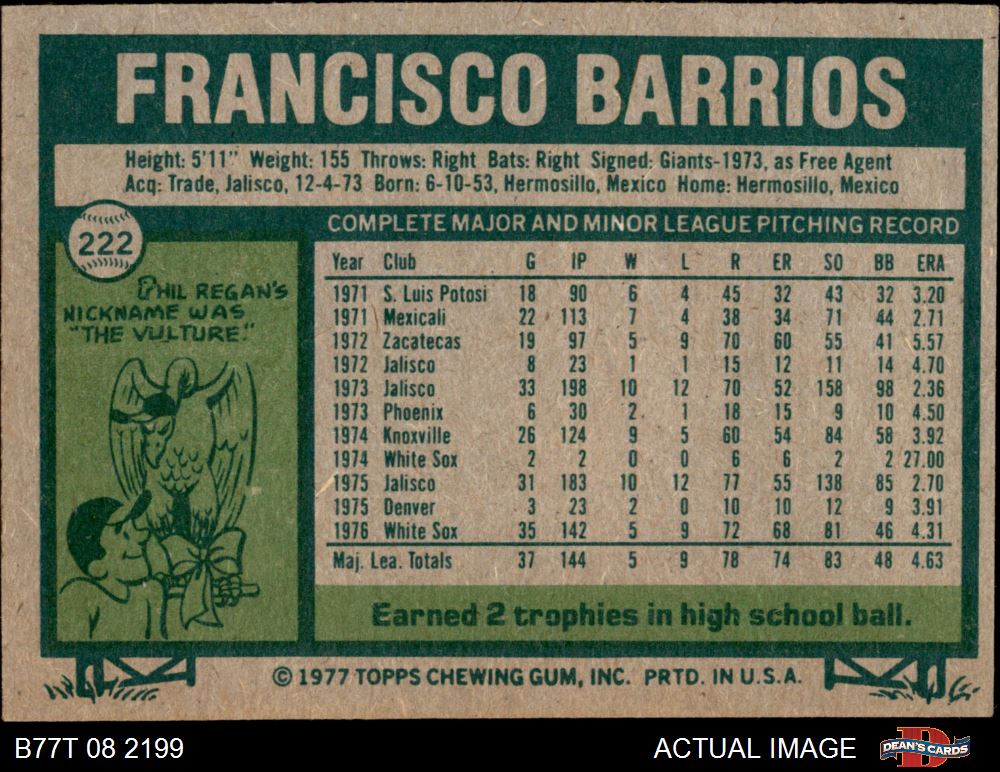 FRANCISCO BARRIOS
Height: 5'11" Weight: 155 Throws: Right Bats: Right Signed: Giants-1973, as Free Agent
Acq: Trade, Jalisco, 12-4-73 Born: 6-10-53, Hermosillo, Mexico Home: Hermosillo, Mexico
222
COMPLETE MAJOR AND MINOR LEAGUE PITCHING RECORD
PHIL REGAN'S
NICKNAME WAS
"THE VULTURE."
Year Club G IP W L R ER SO BB ERA
1971 S. Luis Potosi 18 90 6 4 45 32 43 32 3.20
1971 Mexicali 22 113 7 4 38 34 71 44 2.71
1972 Zacatecas 19 97 5 9 70 60 55 41 5.57
1972 Jalisco 8 23 1 1 15 12 11 14 4.70
1973 Jalisco 33 198 10 12 70 52 158 98 2.36
1973 Phoenix 6 30 2 1 18 15 9 10 4.50
1974 Knoxville 26 124 9 5 60 54 84 58 3.92
1974 White Sox 2 2 0 0 6 6 2 2 27.00
1975 Jalisco 31 183 10 12 77 55 138 85 2.70
1975 Denver 3 23 2 0 10 10 12 9 3.91
1976 White Sox 35 142 5 9 72 68 81 46 4.31
Maj. Lea. Totals 37 144 5 9 78 74 83 48 4.63
Earned 2 trophies in high school ball.
© 1977 TOPPS CHEWING GUM, INC. PRTD. IN U.S.A.
B77T 08 2199
ACTUAL IMAGE
D
DEAN'S CARDS